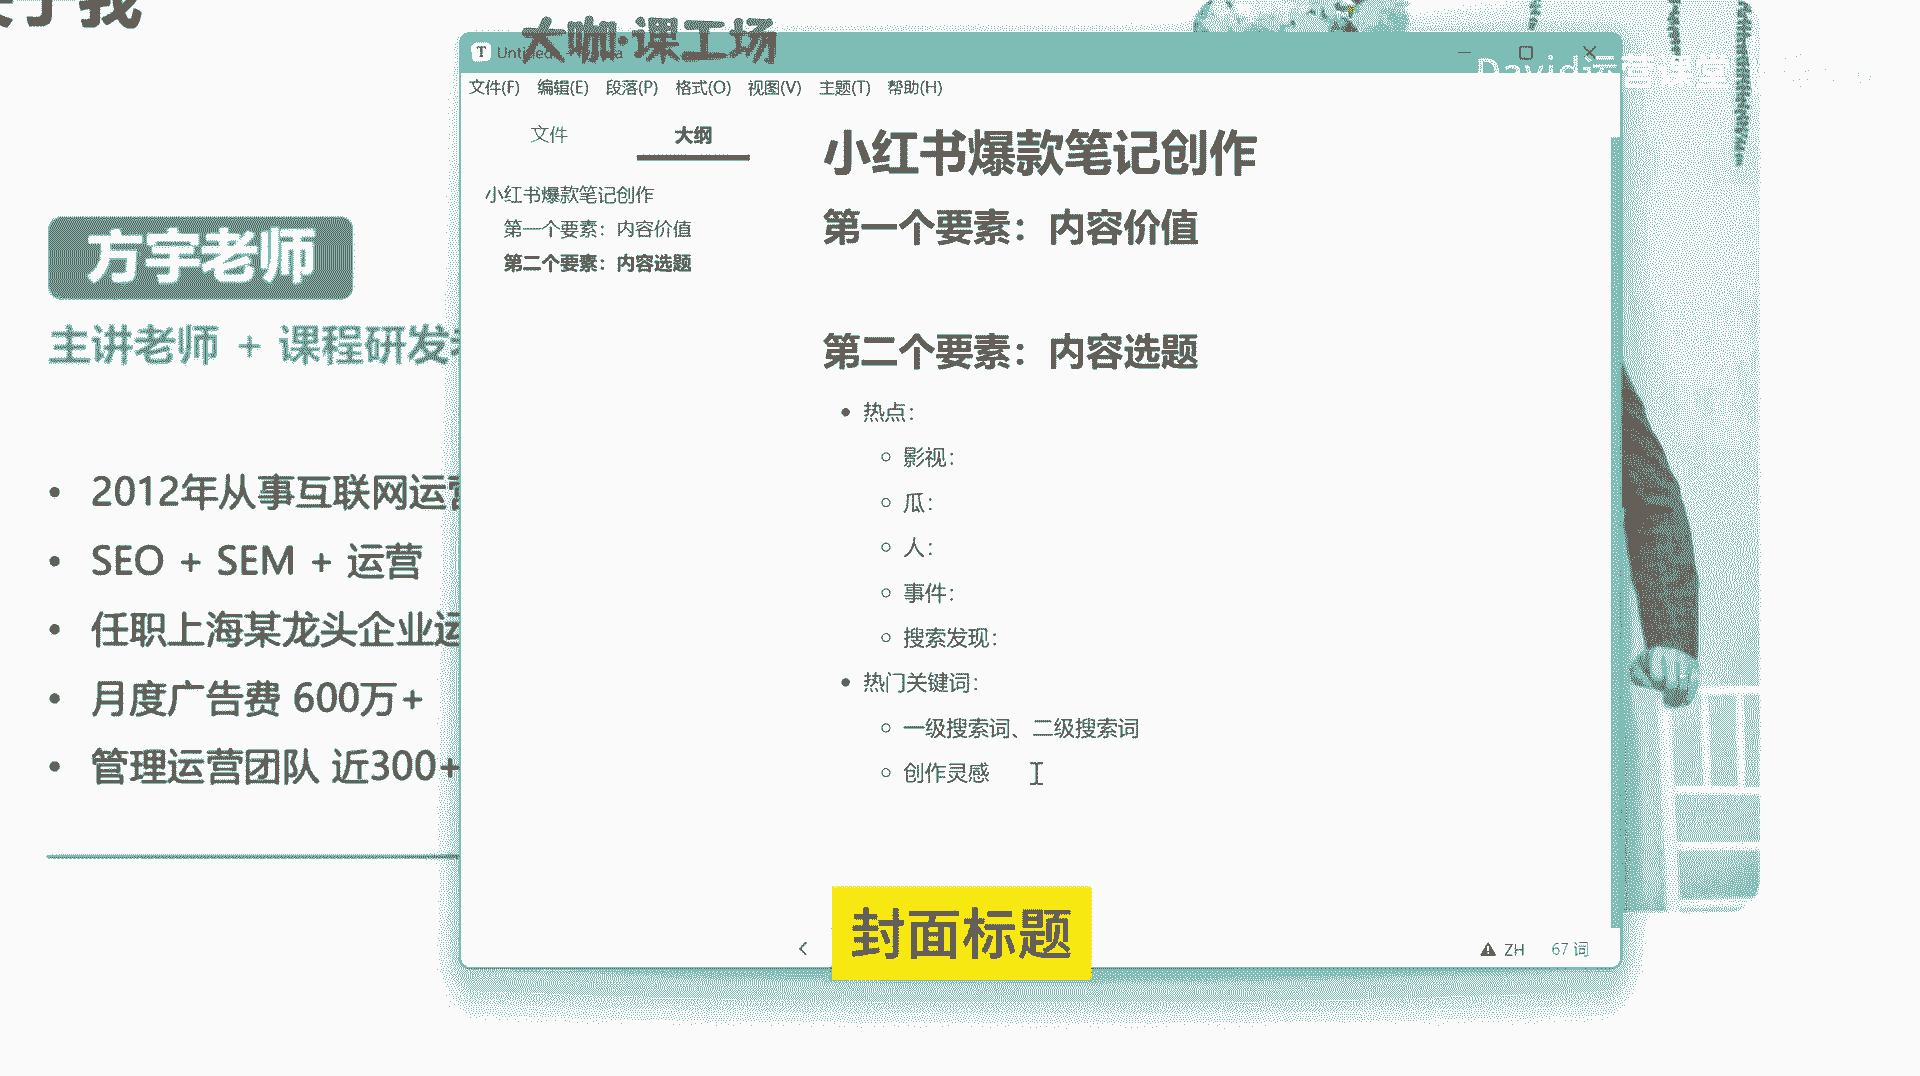 大咖·课工场
David运营课堂
文件(F) 编辑(E) 段落(P) 格式(O) 视图(V) 主题(T) 帮助(H)
文件 大纲
小红书爆款笔记创作
第一个要素：内容价值
第二个要素：内容选题
小红书爆款笔记创作
第一个要素：内容价值
第二个要素：内容选题
• 热点：
○ 影视：
○ 瓜：
○ 人：
○ 事件：
○ 搜索发现：
• 热门关键词：
○ 一级搜索词、二级搜索词
○ 创作灵感
方宇老师
主讲老师 + 课程研发
• 2012年从事互联网运营
• SEO + SEM + 运营
• 任职上海某龙头企业运
• 月度广告费 600万+
• 管理运营团队 近300+
封面标题
ZH 67 词